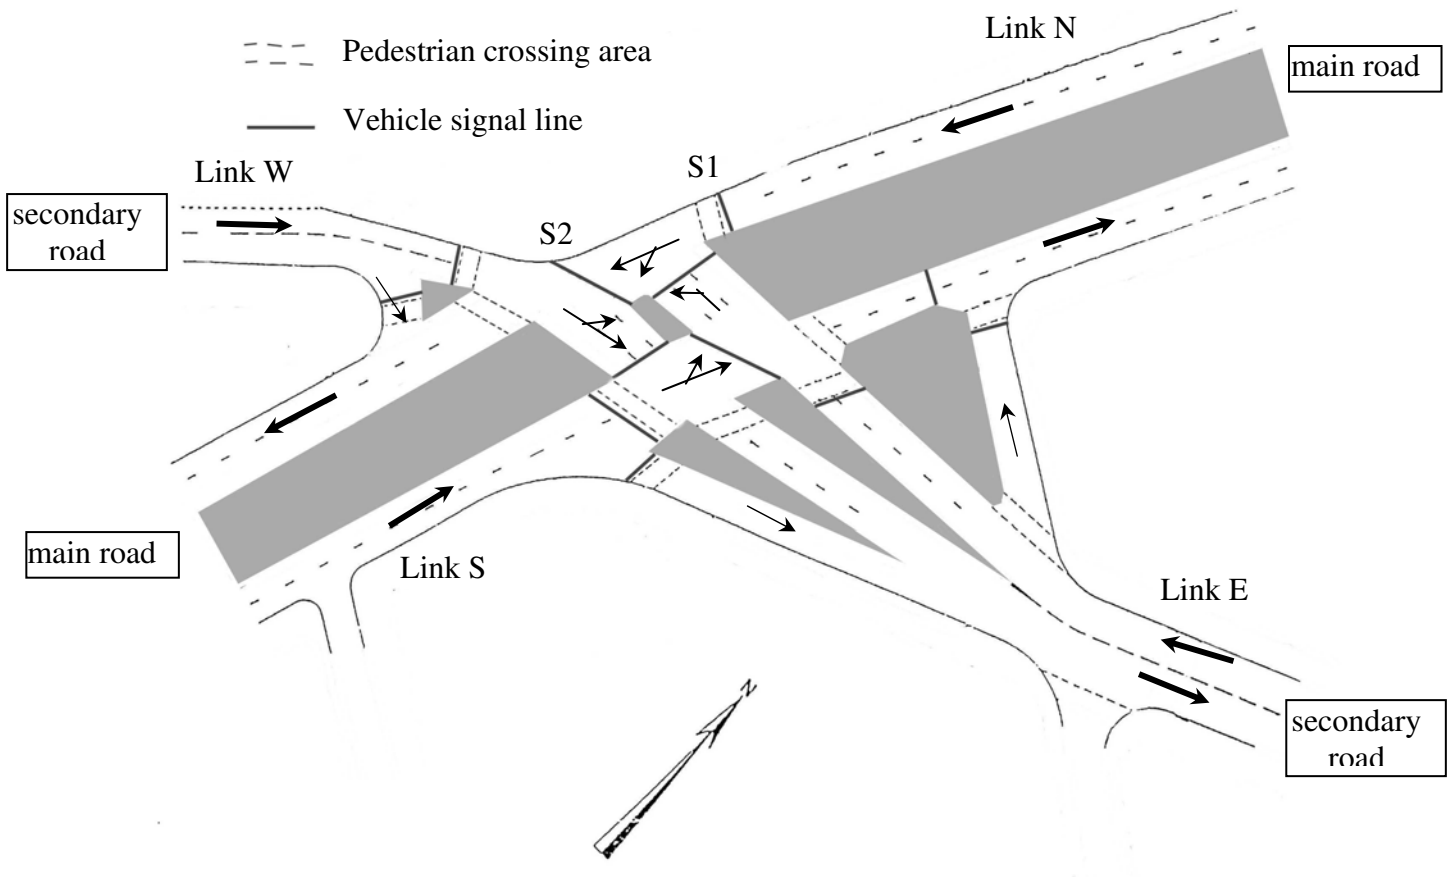 Link N
Pedestrian crossing area
main road
Vehicle signal line
S1
Link W
secondary
road
S2
main road
Link S
Link E
N
secondary
road